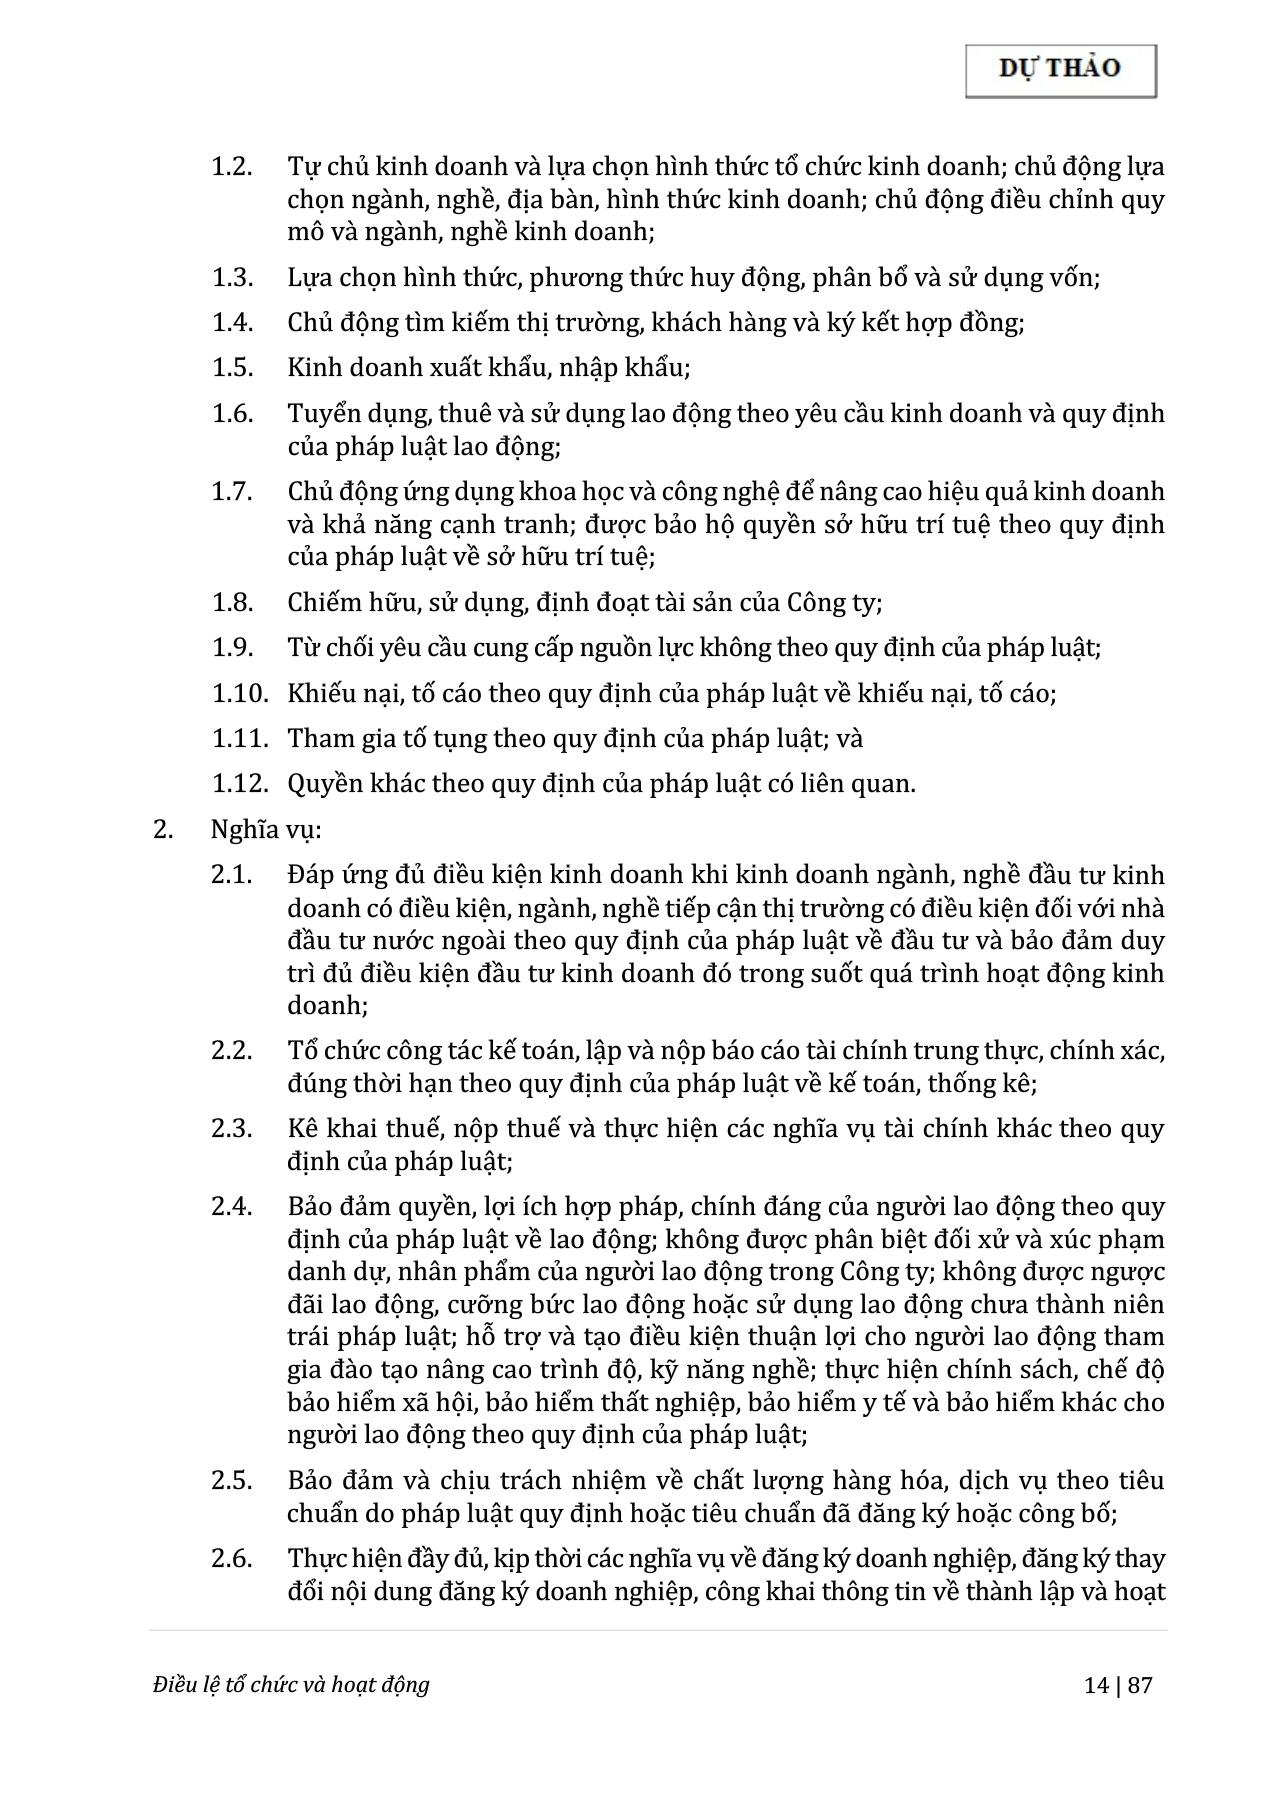 DỰ THẢO
1.2. Tự chủ kinh doanh và lựa chọn hình thức tổ chức kinh doanh; chủ động lựa
chọn ngành, nghề, địa bàn, hình thức kinh doanh; chủ động điều chỉnh quy
mô và ngành, nghề kinh doanh;
1.3. Lựa chọn hình thức, phương thức huy động, phân bổ và sử dụng vốn;
1.4. Chủ động tìm kiếm thị trường, khách hàng và ký kết hợp đồng;
1.5. Kinh doanh xuất khẩu, nhập khẩu;
1.6. Tuyển dụng, thuê và sử dụng lao động theo yêu cầu kinh doanh và quy định
của pháp luật lao động;
1.7. Chủ động ứng dụng khoa học và công nghệ để nâng cao hiệu quả kinh doanh
và khả năng cạnh tranh; được bảo hộ quyền sở hữu trí tuệ theo quy định
của pháp luật về sở hữu trí tuệ;
1.8. Chiếm hữu, sử dụng, định đoạt tài sản của Công ty;
1.9. Từ chối yêu cầu cung cấp nguồn lực không theo quy định của pháp luật;
1.10. Khiếu nại, tố cáo theo quy định của pháp luật về khiếu nại, tố cáo;
1.11. Tham gia tố tụng theo quy định của pháp luật; và
1.12. Quyền khác theo quy định của pháp luật có liên quan.
2. Nghĩa vụ:
2.1. Đáp ứng đủ điều kiện kinh doanh khi kinh doanh ngành, nghề đầu tư kinh
doanh có điều kiện, ngành, nghề tiếp cận thị trường có điều kiện đối với nhà
đầu tư nước ngoài theo quy định của pháp luật về đầu tư và bảo đảm duy
trì đủ điều kiện đầu tư kinh doanh đó trong suốt quá trình hoạt động kinh
doanh;
2.2. Tổ chức công tác kế toán, lập và nộp báo cáo tài chính trung thực, chính xác,
đúng thời hạn theo quy định của pháp luật về kế toán, thống kê;
2.3. Kê khai thuế, nộp thuế và thực hiện các nghĩa vụ tài chính khác theo quy
định của pháp luật;
2.4. Bảo đảm quyền, lợi ích hợp pháp, chính đáng của người lao động theo quy
định của pháp luật về lao động; không được phân biệt đối xử và xúc phạm
danh dự, nhân phẩm của người lao động trong Công ty; không được ngược
đãi lao động, cưỡng bức lao động hoặc sử dụng lao động chưa thành niên
trái pháp luật; hỗ trợ và tạo điều kiện thuận lợi cho người lao động tham
gia đào tạo nâng cao trình độ, kỹ năng nghề; thực hiện chính sách, chế độ
bảo hiểm xã hội, bảo hiểm thất nghiệp, bảo hiểm y tế và bảo hiểm khác cho
người lao động theo quy định của pháp luật;
2.5. Bảo đảm và chịu trách nhiệm về chất lượng hàng hóa, dịch vụ theo tiêu
chuẩn do pháp luật quy định hoặc tiêu chuẩn đã đăng ký hoặc công bố;
2.6. Thực hiện đầy đủ, kịp thời các nghĩa vụ về đăng ký doanh nghiệp, đăng ký thay
đổi nội dung đăng ký doanh nghiệp, công khai thông tin về thành lập và hoạt
Điều lệ tổ chức và hoạt động 14 | 87